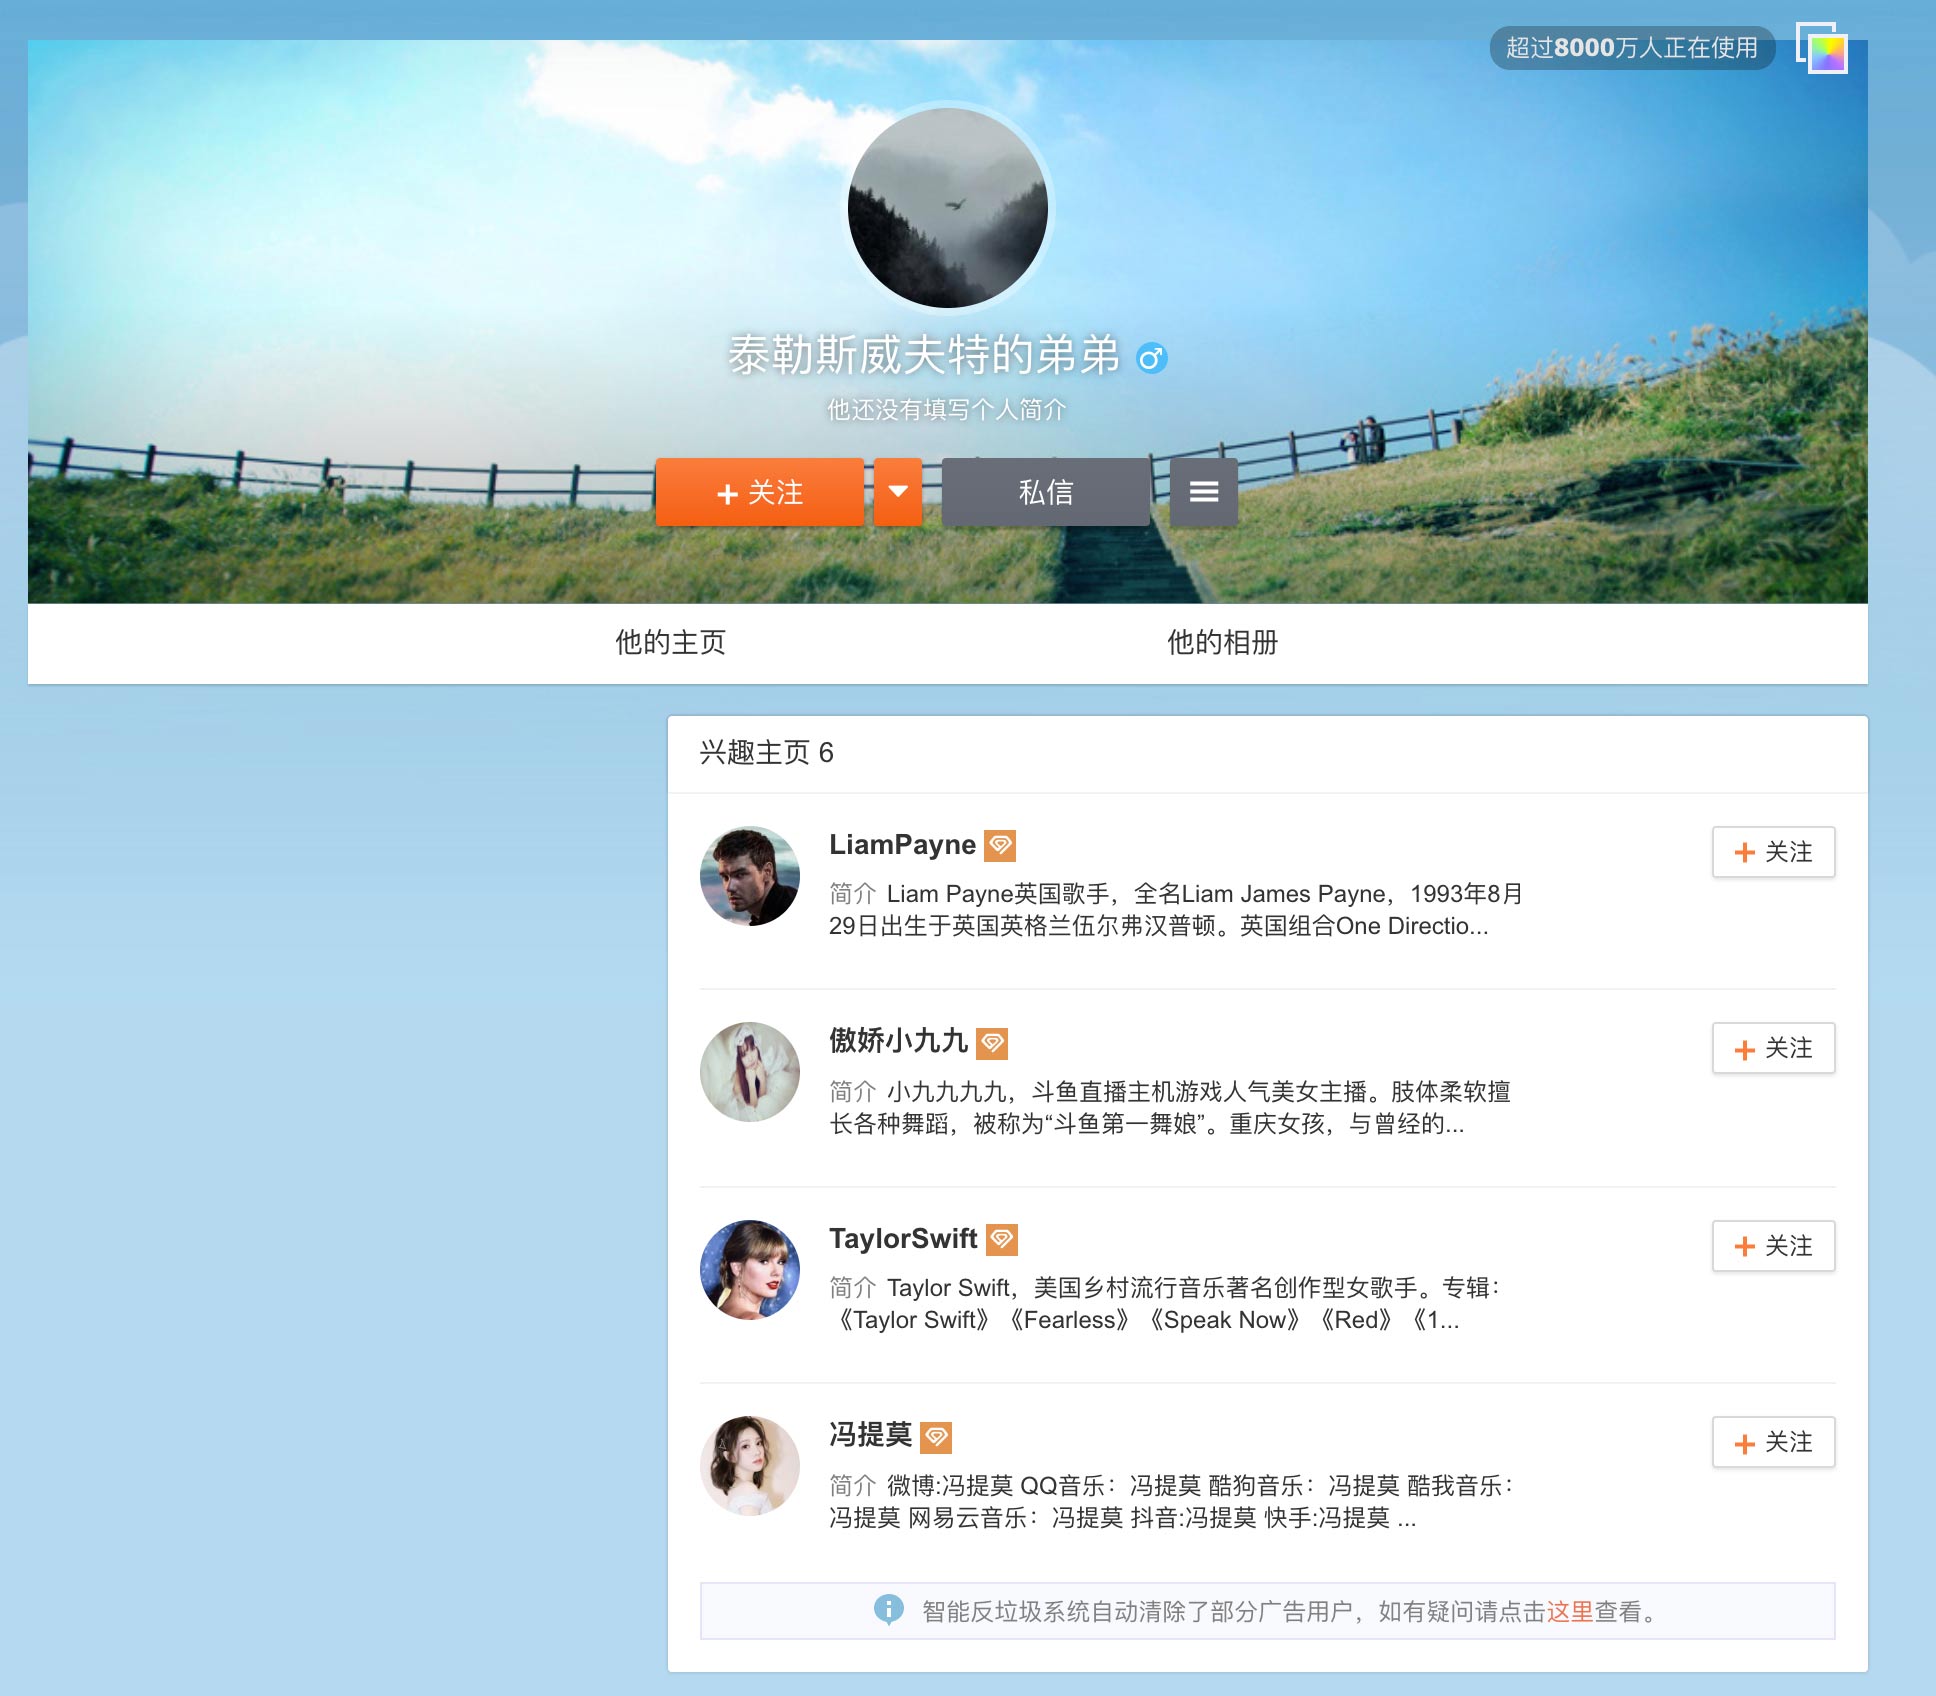 超过8000万人正在使用
泰勒斯威夫特的弟弟
他还没有填写个人简介
+ 关注
私信
他的主页
他的相册
兴趣主页 6
LiamPayne
+ 关注
简介 Liam Payne英国歌手，全名Liam James Payne，1993年8月
29日出生于英国英格兰伍尔弗汉普顿。英国组合One Directio...
傲娇小九九
+ 关注
简介 小九九九九，斗鱼直播主机游戏人气美女主播。肢体柔软擅
长各种舞蹈，被称为“斗鱼第一舞娘”。重庆女孩，与曾经的...
TaylorSwift
+ 关注
简介 Taylor Swift，美国乡村流行音乐著名创作型女歌手。专辑：
《Taylor Swift》《Fearless》《Speak Now》《Red》《1...
冯提莫
+ 关注
简介 微博:冯提莫 QQ音乐：冯提莫 酷狗音乐：冯提莫 酷我音乐：
冯提莫 网易云音乐：冯提莫 抖音:冯提莫 快手:冯提莫 ...
智能反垃圾系统自动清除了部分广告用户，如有疑问请点击这里查看。